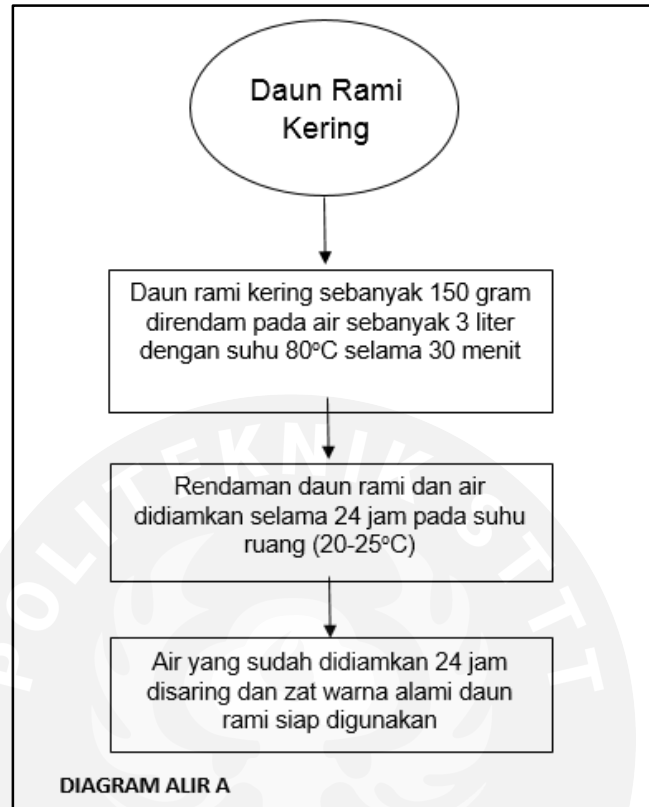 Daun Rami
Kering
Daun rami kering sebanyak 150 gram
direndam pada air sebanyak 3 liter
dengan suhu 80°C selama 30 menit
Rendaman daun rami dan air
didiamkan selama 24 jam pada suhu
ruang (20-25°C)
Air yang sudah didiamkan 24 jam
disaring dan zat warna alami daun
rami siap digunakan
DIAGRAM ALIR A
POLITEKNIK STTT